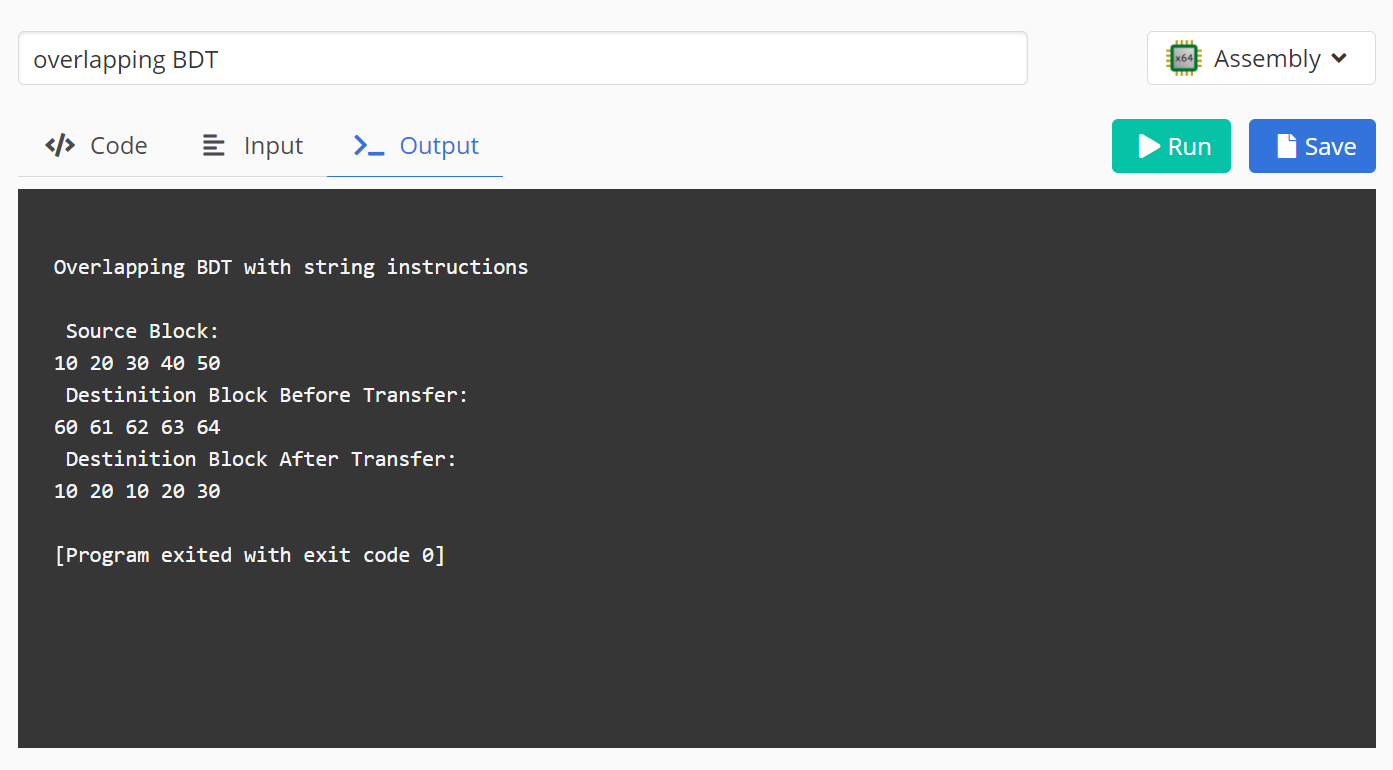 overlapping BDT
x64 Assembly
</> Code Input >_ Output
Run Save
Overlapping BDT with string instructions
Source Block:
10 20 30 40 50
Destinition Block Before Transfer:
60 61 62 63 64
Destinition Block After Transfer:
10 20 10 20 30
[Program exited with exit code 0]